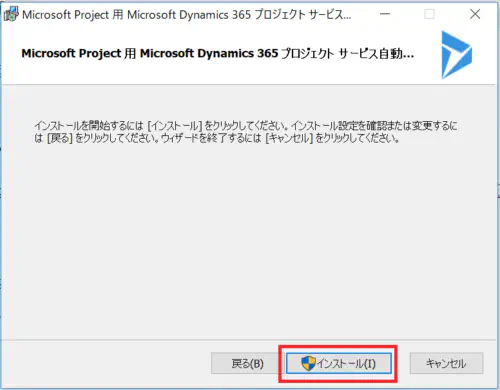 Microsoft Project 用 Microsoft Dynamics 365 プロジェクト サービス...
Microsoft Project 用 Microsoft Dynamics 365 プロジェクト サービス自動...
インストールを開始するには [インストール] をクリックしてください。インストール設定を確認または変更するに
は [戻る] をクリックしてください。ウィザードを終了するには [キャンセル] をクリックしてください。
戻る(B)
インストール(I)
キャンセル